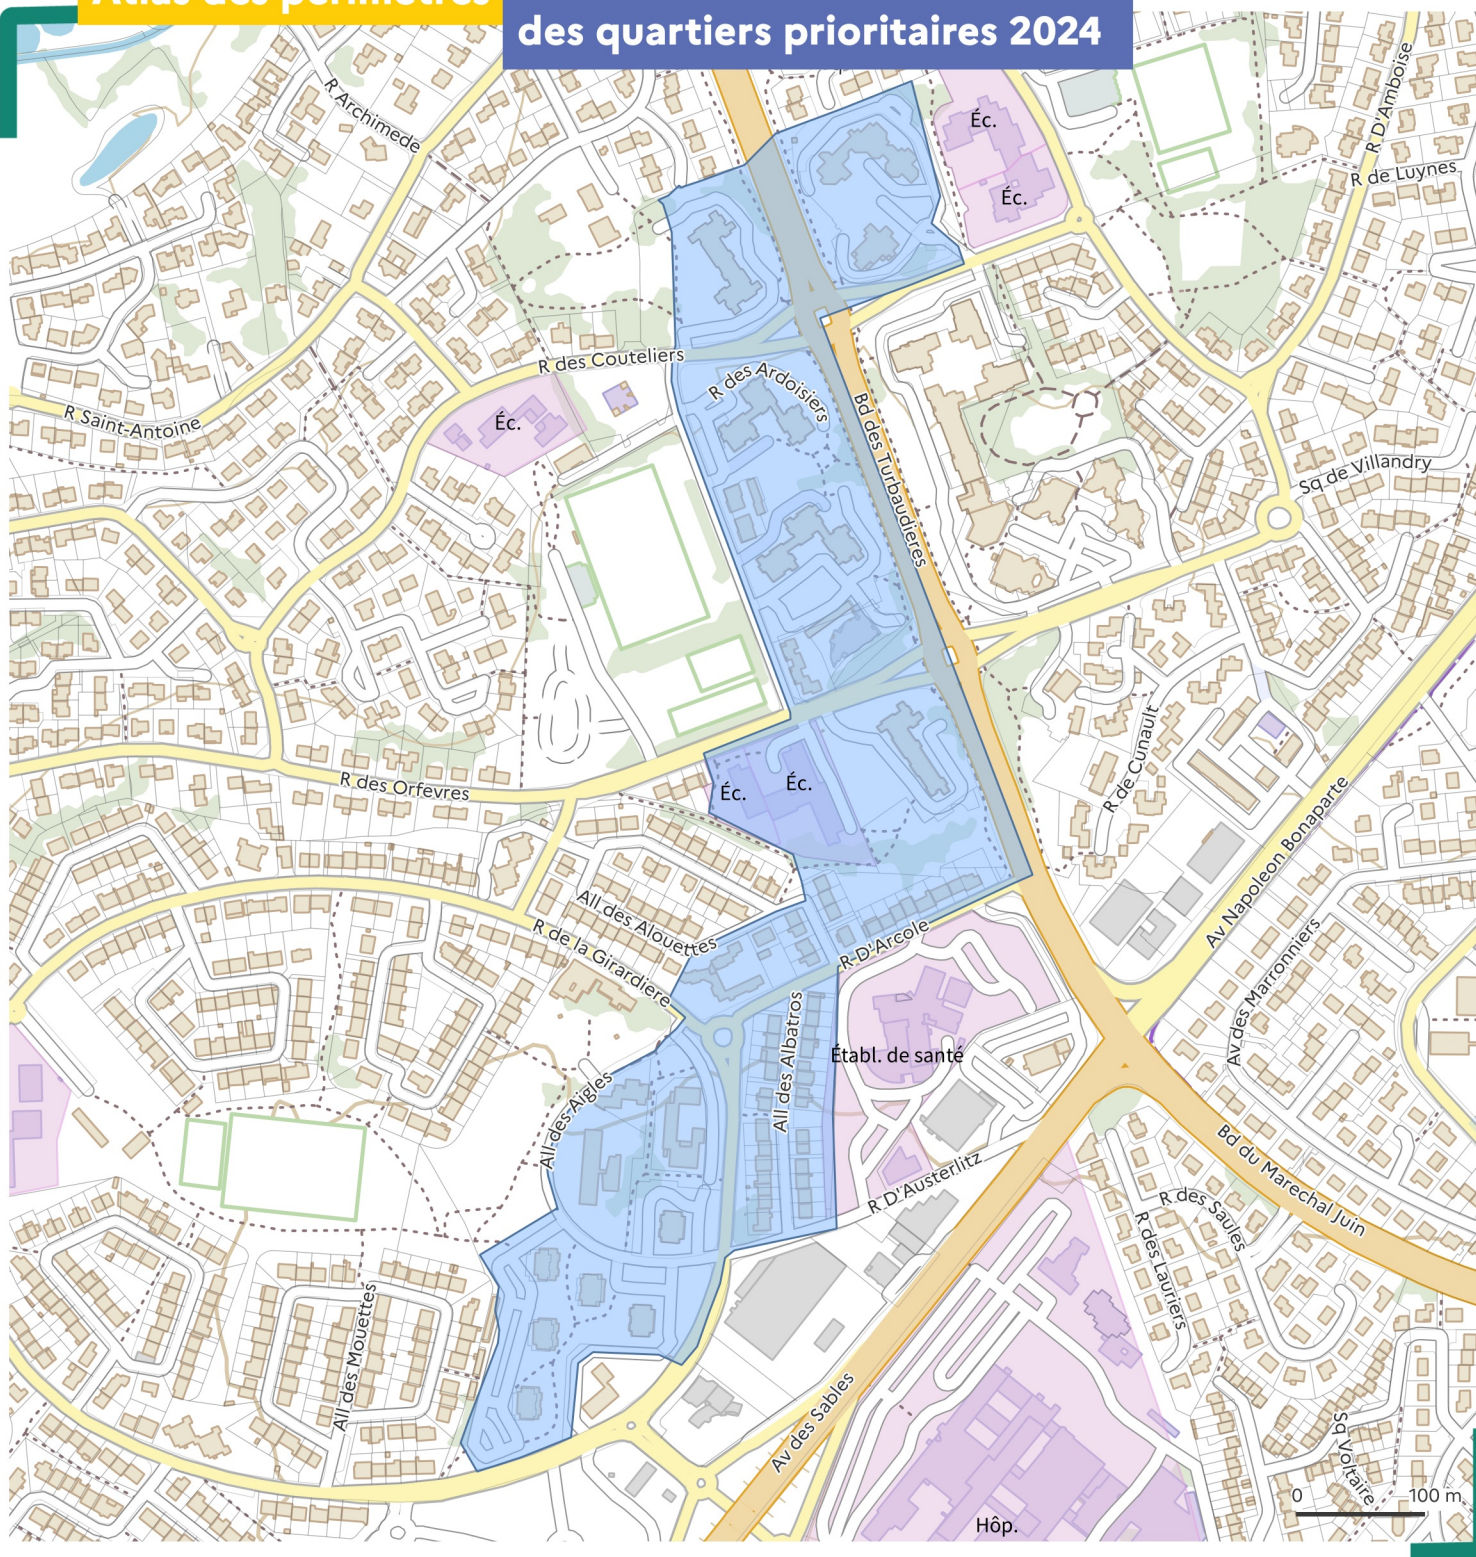 Atlas des périmètres
des quartiers prioritaires 2024
R Archimede
Éc.
Éc.
R D'Amboise
R de Luynes
R des Couteliers
R des Ardoisiers
R Saint-Antoine
Éc.
Bd des Turbaudieres
Sq de Villandry
R des Orfevres
Éc.
Éc.
R de Cunault
Av Napoleon Bonaparte
All des Alouettes
R de la Girardiere
R D'Arcole
Av des Marronniers
All des Albatros
Établ. de santé
All des Aigles
R D'Austerlitz
Bd du Marechal Juin
R des Saules
R des Lauriers
All des Mouettes
Av des Sables
Sq Voltaire
Hôp.
0 100 m